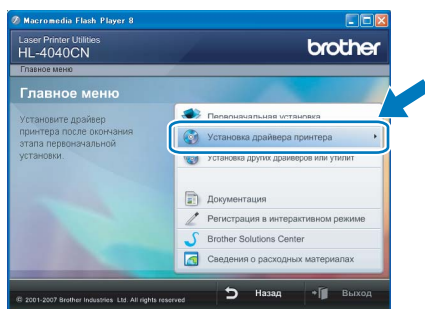 Macromedia Flash Player 8
Laser Printer Utilities
HL-4040CN
brother
Главное меню
Главное меню
Установите драйвер
принтера после окончания
этапа первоначальной
установки.
Первоначальная установка
Установка драйвера принтера
Установка других драйверов или утилит
Документация
Регистрация в интерактивном режиме
Brother Solutions Center
Сведения о расходных материалах
© 2001-2007 Brother Industries Ltd. All rights reserved
Назад
Выход